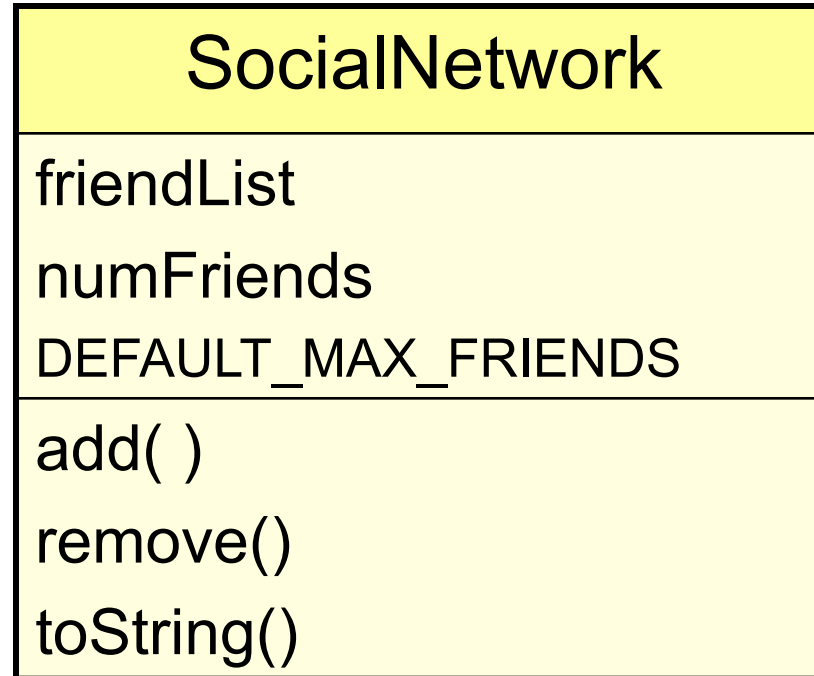 SocialNetwork
friendList
numFriends
DEFAULT_MAX_FRIENDS
add( )
remove()
toString()